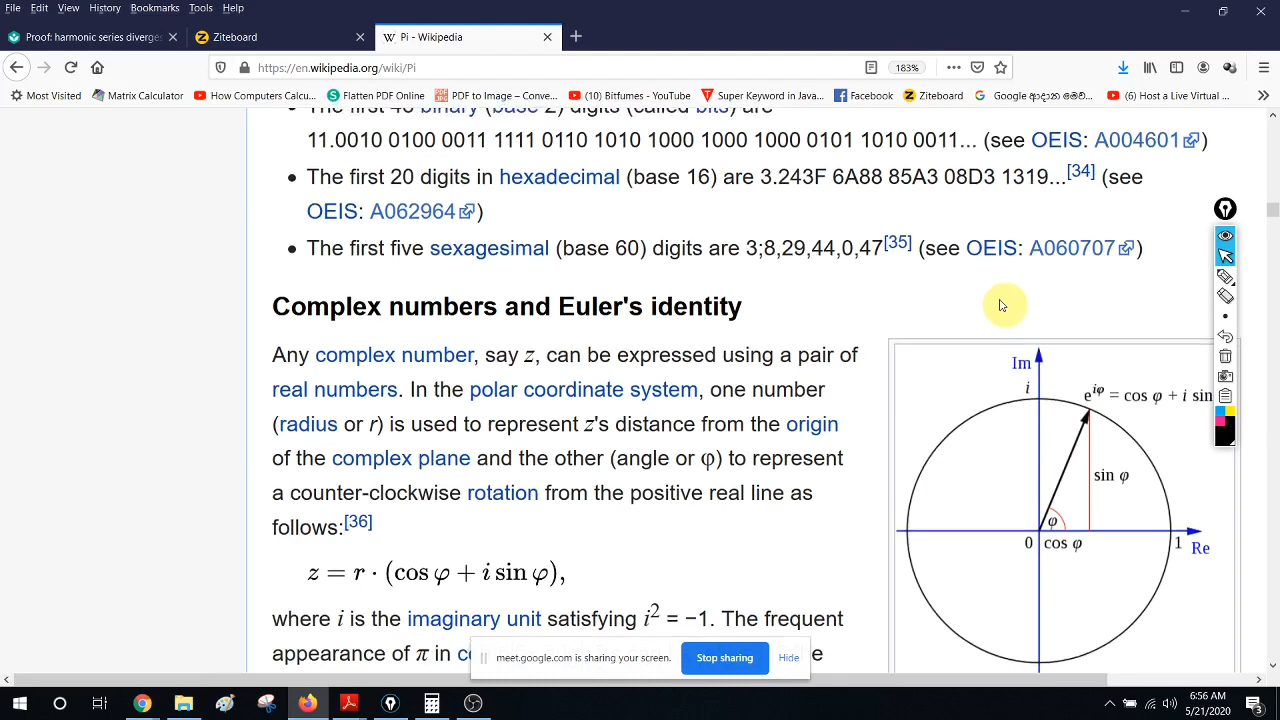 File Edit View History Bookmarks Tools Help
Proof: harmonic series diverges
Ziteboard
Pi - Wikipedia
https://en.wikipedia.org/wiki/Pi
183%
Most Visited Matrix Calculator How Computers Calcu... Flatten PDF Online PDF to Image – Conve... (10) Bitfumes - YouTube Super Keyword in Java... Facebook Ziteboard
(6) Host a Live Virtual ...
digits (called bits) are
11.0010 0100 0011 1111 0110 1010 1000 1000 1000 0101 1010 0011... (see OEIS: A004601)
• The first 20 digits in hexadecimal (base 16) are 3.243F 6A88 85A3 08D3 1319...[34] (see
OEIS: A062964)
• The first five sexagesimal (base 60) digits are 3;8,29,44,0,47[35] (see OEIS: A060707)
Complex numbers and Euler's identity
Any complex number, say z, can be expressed using a pair of
real numbers. In the polar coordinate system, one number
(radius or r) is used to represent z's distance from the origin
of the complex plane and the other (angle or φ) to represent
a counter-clockwise rotation from the positive real line as
follows:[36]
z = r · (cos φ + i sin φ),
where i is the imaginary unit satisfying i² = −1. The frequent
appearance of π in
Im
i
e^iφ = cos φ + i sin
sin φ
φ
0 cos φ 1 Re
meet.google.com is sharing your screen. Stop sharing Hide
6:56 AM
5/21/2020
3